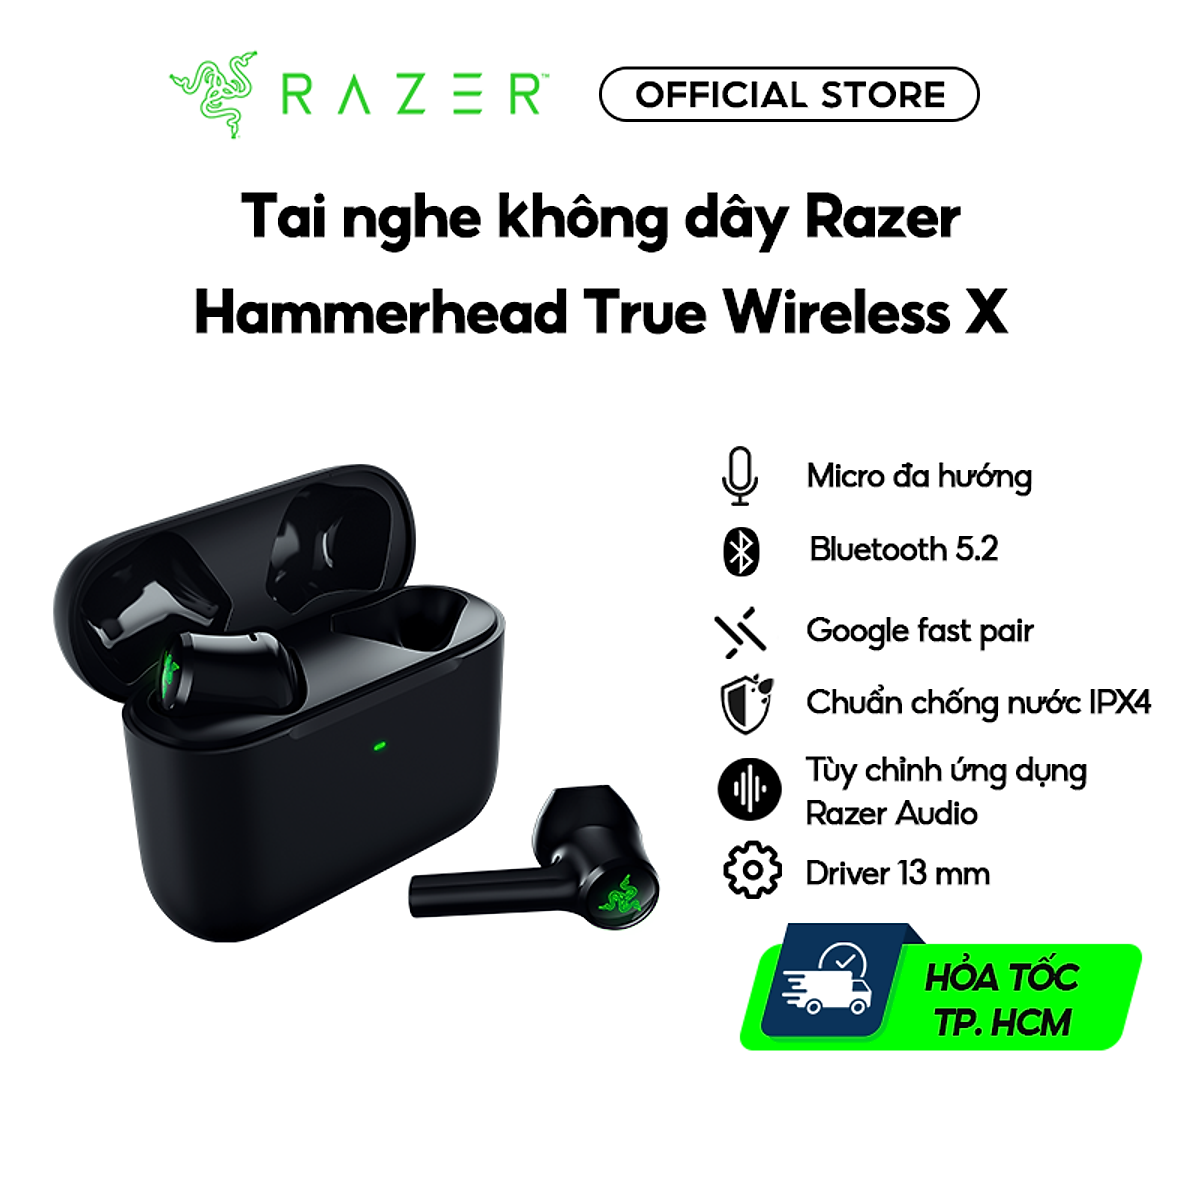 RAZER™
OFFICIAL STORE
Tai nghe không dây Razer
Hammerhead True Wireless X
Micro đa hướng
Bluetooth 5.2
Google fast pair
Chuẩn chống nước IPX4
Tùy chỉnh ứng dụng
Razer Audio
Driver 13 mm
HỎA TỐC
TP. HCM